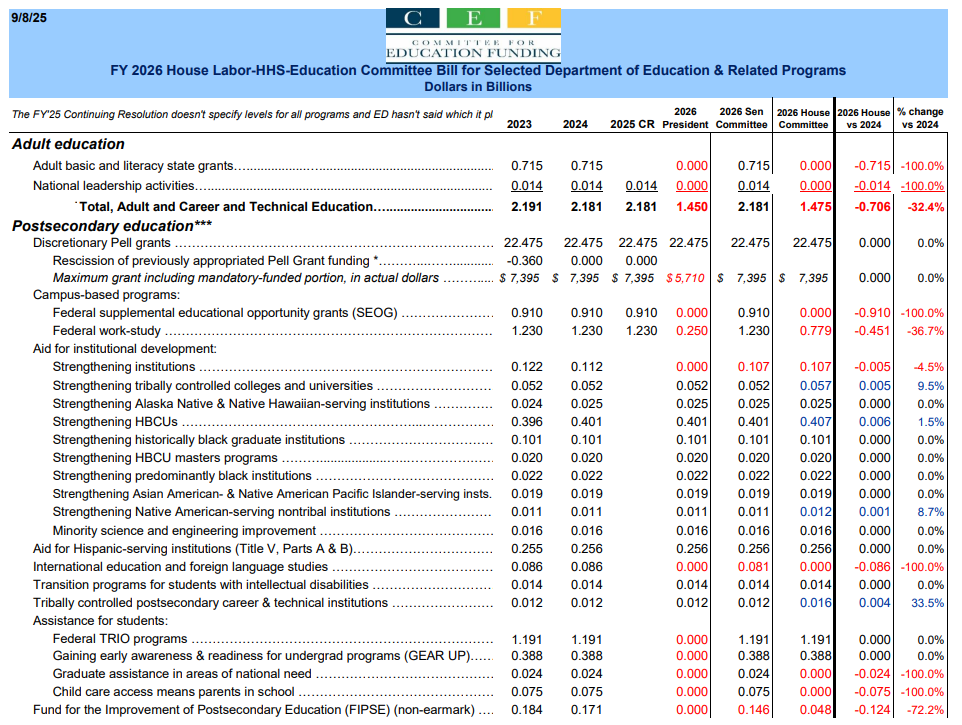 9/8/25
C E F
COMMITTEE FOR
EDUCATION FUNDING
FY 2026 House Labor-HHS-Education Committee Bill for Selected Department of Education & Related Programs
Dollars in Billions
The FY'25 Continuing Resolution doesn't specify levels for all programs and ED hasn't said which it pl 2023 2024 2025 CR 2026 President 2026 Sen Committee 2026 House Committee 2026 House vs 2024 % change vs 2024
Adult education
Adult basic and literacy state grants…................................................ 0.715 0.715 0.000 0.715 0.000 -0.715 -100.0%
National leadership activities…........................................................ 0.014 0.014 0.014 0.000 0.014 0.000 -0.014 -100.0%
`Total, Adult and Career and Technical Education…............................. 2.191 2.181 2.181 1.450 2.181 1.475 -0.706 -32.4%
Postsecondary education***
Discretionary Pell grants ………………………………………………… 22.475 22.475 22.475 22.475 22.475 22.475 0.000 0.0%
Rescission of previously appropriated Pell Grant funding *………....……............ -0.360 0.000 0.000
Maximum grant including mandatory-funded portion, in actual dollars ………..... $ 7,395 $ 7,395 $ 7,395 $ 5,710 $ 7,395 $ 7,395 0.000 0.0%
Campus-based programs:
Federal supplemental educational opportunity grants (SEOG) ………………… 0.910 0.910 0.910 0.000 0.910 0.000 -0.910 -100.0%
Federal work-study ………………………………………………… 1.230 1.230 1.230 0.250 1.230 0.779 -0.451 -36.7%
Aid for institutional development:
Strengthening institutions ……………………………………………… 0.122 0.112 0.000 0.107 0.107 -0.005 -4.5%
Strengthening tribally controlled colleges and universities …………………… 0.052 0.052 0.052 0.052 0.057 0.005 9.5%
Strengthening Alaska Native & Native Hawaiian-serving institutions ………… 0.024 0.025 0.025 0.025 0.025 0.000 0.0%
Strengthening HBCUs ………………………………………………… 0.396 0.401 0.401 0.401 0.407 0.006 1.5%
Strengthening historically black graduate institutions ……………………… 0.101 0.101 0.101 0.101 0.101 0.000 0.0%
Strengthening HBCU masters programs ………........................………… 0.020 0.020 0.020 0.020 0.020 0.000 0.0%
Strengthening predominantly black institutions ………………………… 0.022 0.022 0.022 0.022 0.022 0.000 0.0%
Strengthening Asian American- & Native American Pacific Islander-serving insts. 0.019 0.019 0.019 0.019 0.019 0.000 0.0%
Strengthening Native American-serving nontribal institutions ………………… 0.011 0.011 0.011 0.011 0.012 0.001 8.7%
Minority science and engineering improvement …………………………… 0.016 0.016 0.016 0.016 0.016 0.000 0.0%
Aid for Hispanic-serving institutions (Title V, Parts A & B)…………………… 0.255 0.256 0.256 0.256 0.256 0.000 0.0%
International education and foreign language studies ………………………… 0.086 0.086 0.000 0.081 0.000 -0.086 -100.0%
Transition programs for students with intellectual disabilities ………………… 0.014 0.014 0.014 0.014 0.014 0.000 0.0%
Tribally controlled postsecondary career & technical institutions ……………… 0.012 0.012 0.012 0.012 0.016 0.004 33.5%
Assistance for students:
Federal TRIO programs ……………………………………………… 1.191 1.191 0.000 1.191 1.191 0.000 0.0%
Gaining early awareness & readiness for undergrad programs (GEAR UP)…… 0.388 0.388 0.000 0.388 0.388 0.000 0.0%
Graduate assistance in areas of national need …………………………… 0.024 0.024 0.000 0.024 0.000 -0.024 -100.0%
Child care access means parents in school …………………………… 0.075 0.075 0.000 0.075 0.000 -0.075 -100.0%
Fund for the Improvement of Postsecondary Education (FIPSE) (non-earmark) …. 0.184 0.171 0.000 0.146 0.048 -0.124 -72.2%